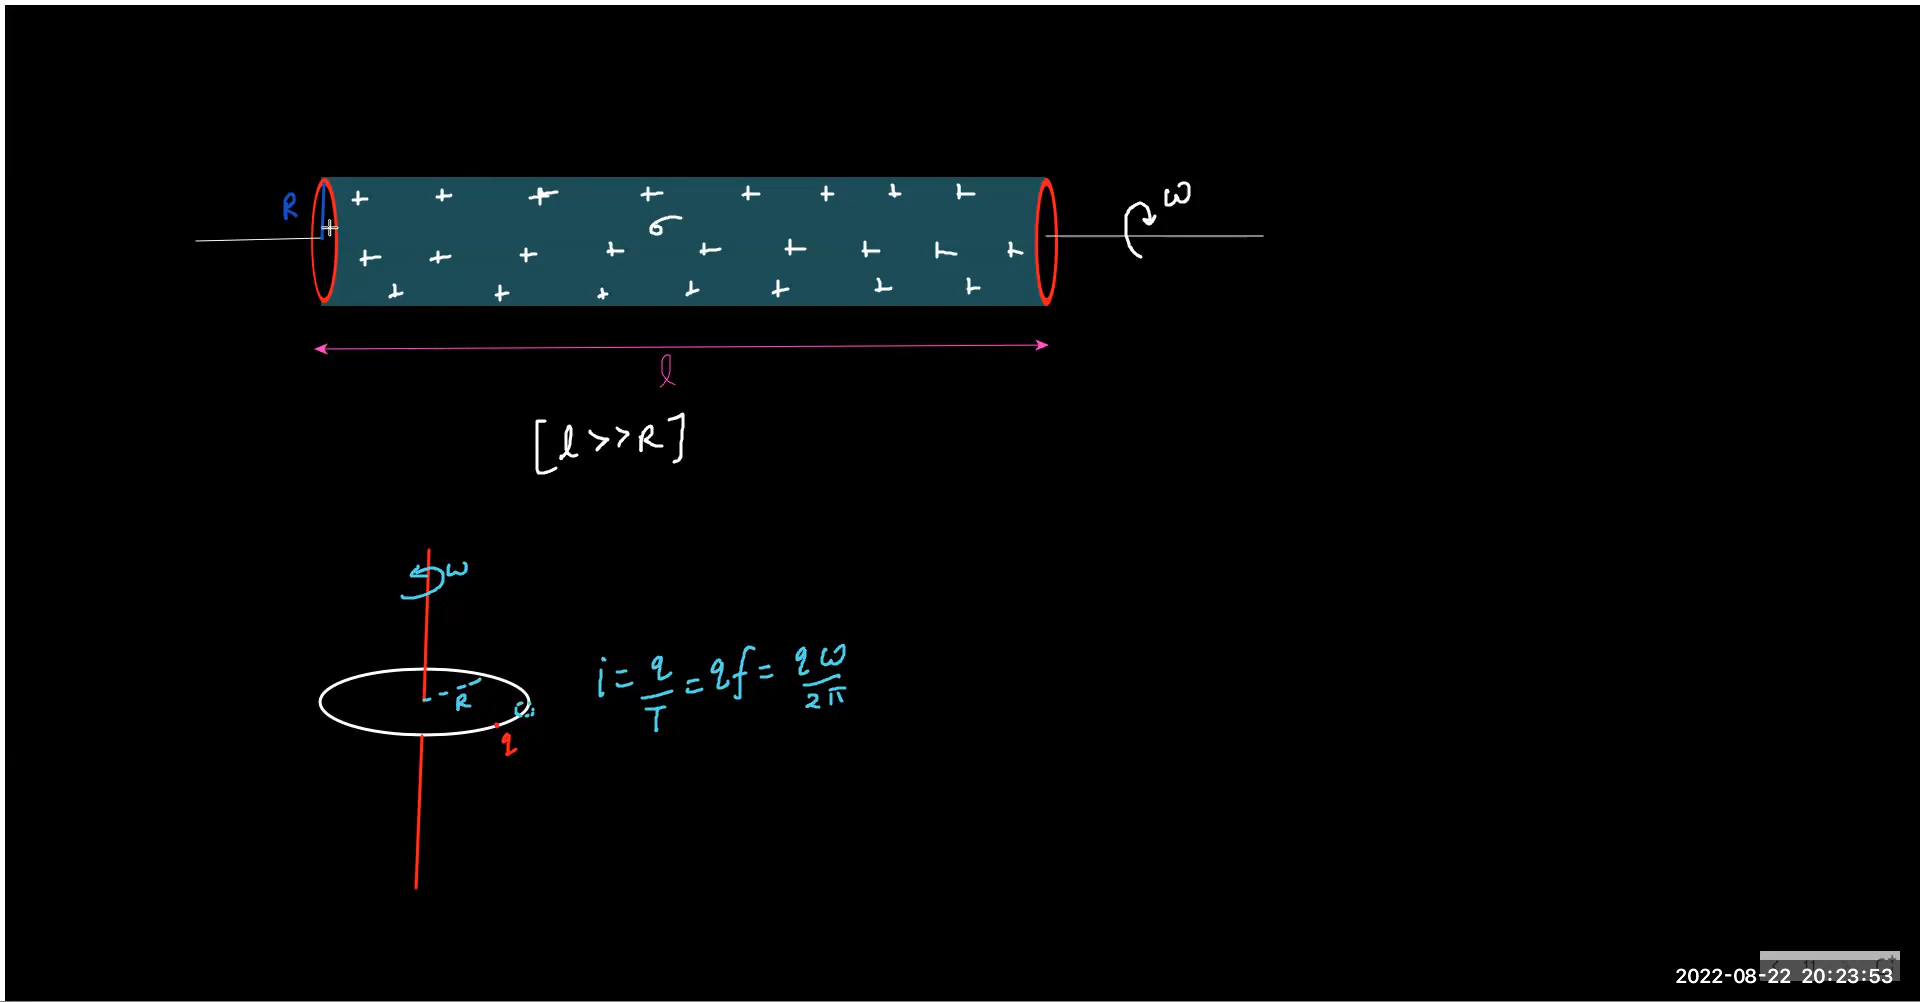 R
σ
ω
l
[l >> R]
ω
R
q
i = q/T = qf = qω/2π
2022-08-22 20:23:53